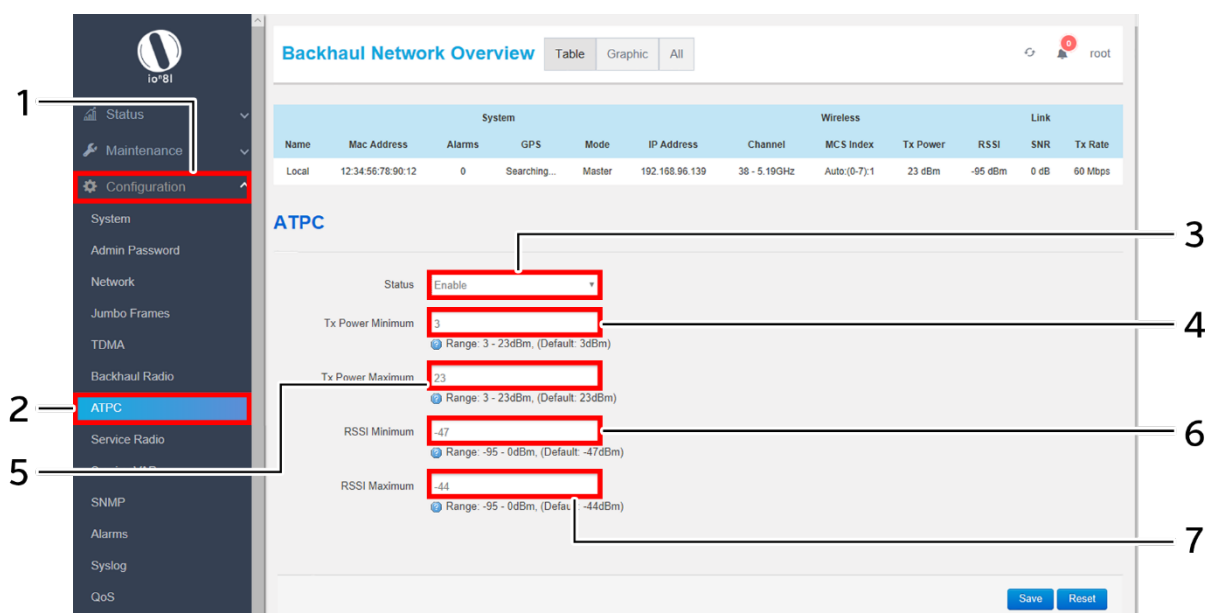 io°8l
Backhaul Network Overview Table Graphic All 0 root
1
Status
System Wireless Link
Maintenance
Name Mac Address Alarms GPS Mode IP Address Channel MCS Index Tx Power RSSI SNR Tx Rate
Local 12:34:56:78:90:12 0 Searching... Master 192.168.96.139 38 - 5.19GHz Auto:(0-7):1 23 dBm -95 dBm 0 dB 60 Mbps
Configuration
System
ATPC
3
Admin Password
Network
Status Enable
Jumbo Frames
Tx Power Minimum 3
4
TDMA
Range: 3 - 23dBm, (Default: 3dBm)
Backhaul Radio
Tx Power Maximum 23
Range: 3 - 23dBm, (Default: 23dBm)
2
ATPC
RSSI Minimum -47
6
Service Radio
Range: -95 - 0dBm, (Default: -47dBm)
5
RSSI Maximum -44
SNMP
Range: -95 - 0dBm, (Default: -44dBm)
Alarms
7
Syslog
QoS
Save Reset